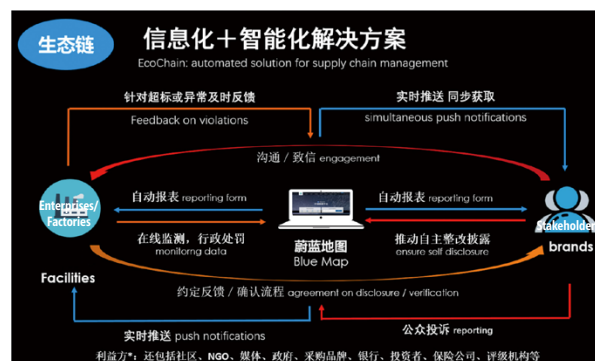 生态链
信息化＋智能化解决方案
EcoChain: automated solution for supply chain management
针对超标或异常及时反馈
Feedback on violations
实时推送 同步获取
simultaneous push notifications
沟通 / 致信 engagement
Enterprises/
Factories
自动报表 reporting form
在线监测，行政处罚
monitorng data
蔚蓝地图
Blue Map
自动报表 reporting form
推动自主整改披露
ensure self disclosure
Stakeholder
brands
Facilities
约定反馈 / 确认流程 agreement on disclosure / verification
实时推送 push notifications
公众投诉 reporting
利益方*：还包括社区、NGO、媒体、政府、采购品牌、银行、投资者、保险公司、评级机构等